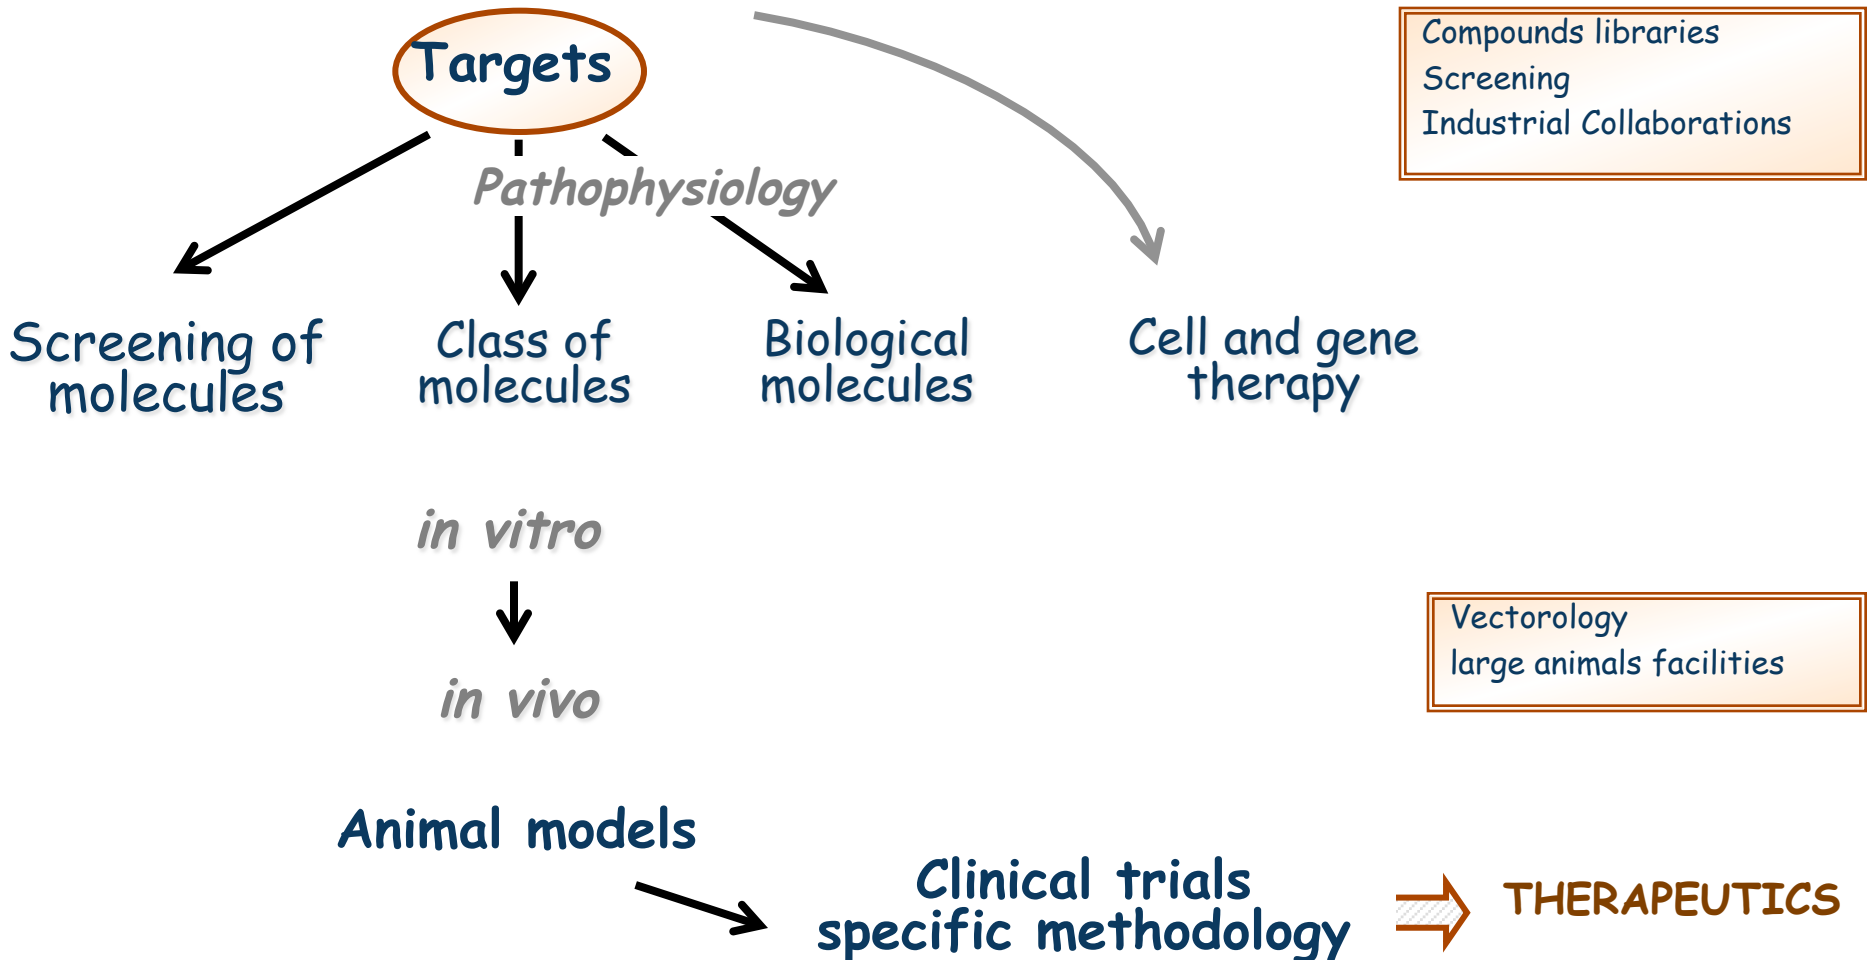 Targets
Compounds libraries
Screening
Industrial Collaborations
Pathophysiology
Screening of
molecules
Class of
molecules
Biological
molecules
Cell and gene
therapy
in vitro
Vectorology
large animals facilities
in vivo
Animal models
Clinical trials
specific methodology
THERAPEUTICS